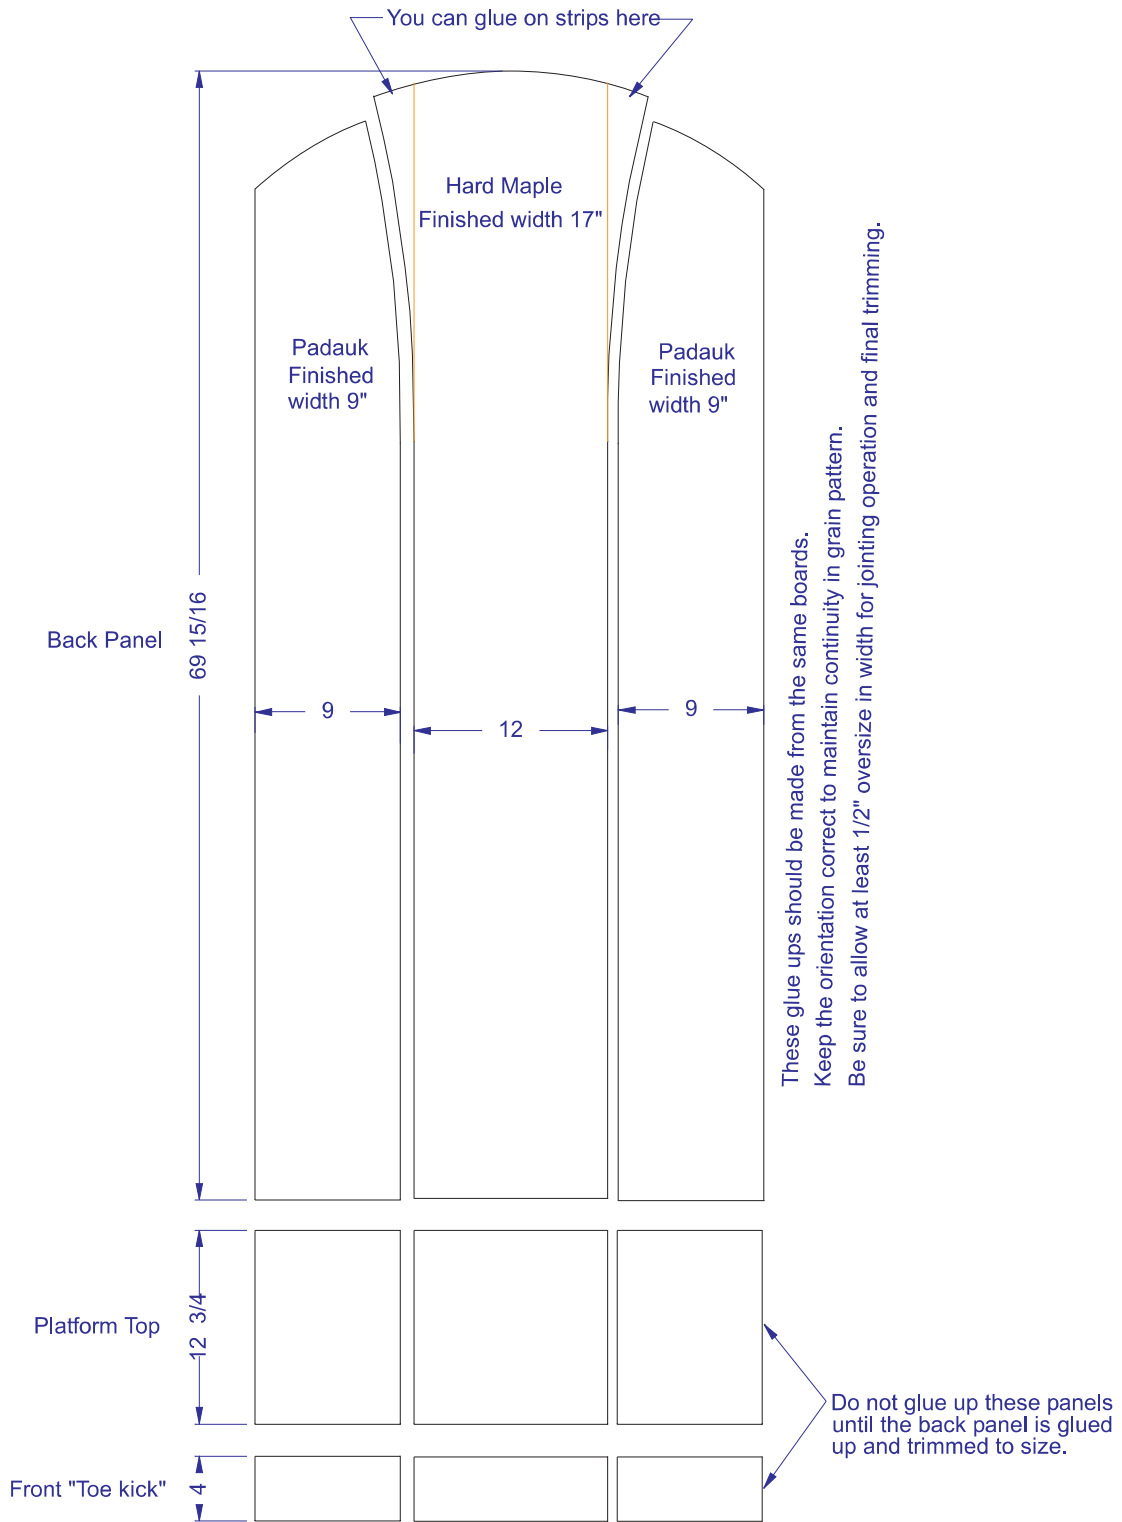 You can glue on strips here
Hard Maple
Finished width 17"
Padauk
Finished
width 9"
Padauk
Finished
width 9"
Back Panel
69 15/16
9
12
9
These glue ups should be made from the same boards.
Keep the orientation correct to maintain continuity in grain pattern.
Be sure to allow at least 1/2" oversize in width for jointing operation and final trimming.
Platform Top
12 3/4
Do not glue up these panels
until the back panel is glued
up and trimmed to size.
Front "Toe kick"
4